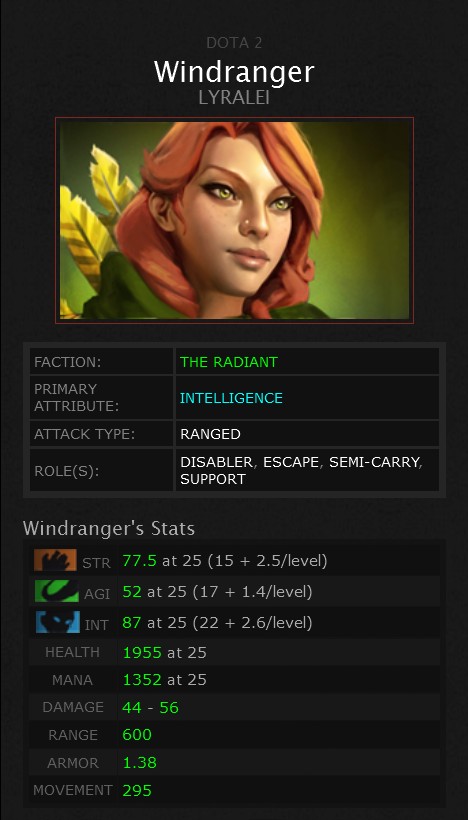 DOTA 2
Windranger
LYRALEI
FACTION: THE RADIANT
PRIMARY
ATTRIBUTE: INTELLIGENCE
ATTACK TYPE: RANGED
ROLE(S): DISABLER, ESCAPE, SEMI-CARRY,
SUPPORT
Windranger's Stats
STR 77.5 at 25 (15 + 2.5/level)
AGI 52 at 25 (17 + 1.4/level)
INT 87 at 25 (22 + 2.6/level)
HEALTH 1955 at 25
MANA 1352 at 25
DAMAGE 44 - 56
RANGE 600
ARMOR 1.38
MOVEMENT 295